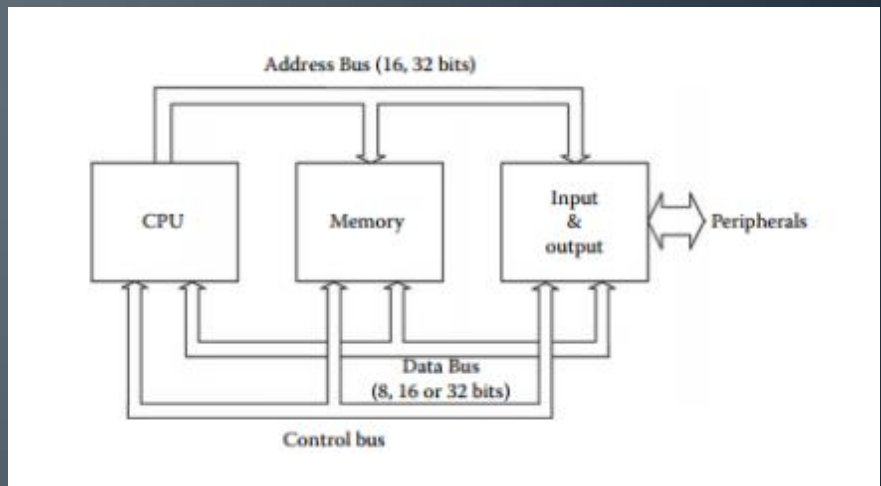 Address Bus (16, 32 bits)
CPU
Memory
Input
&
output
Peripherals
Data Bus
(8, 16 or 32 bits)
Control bus